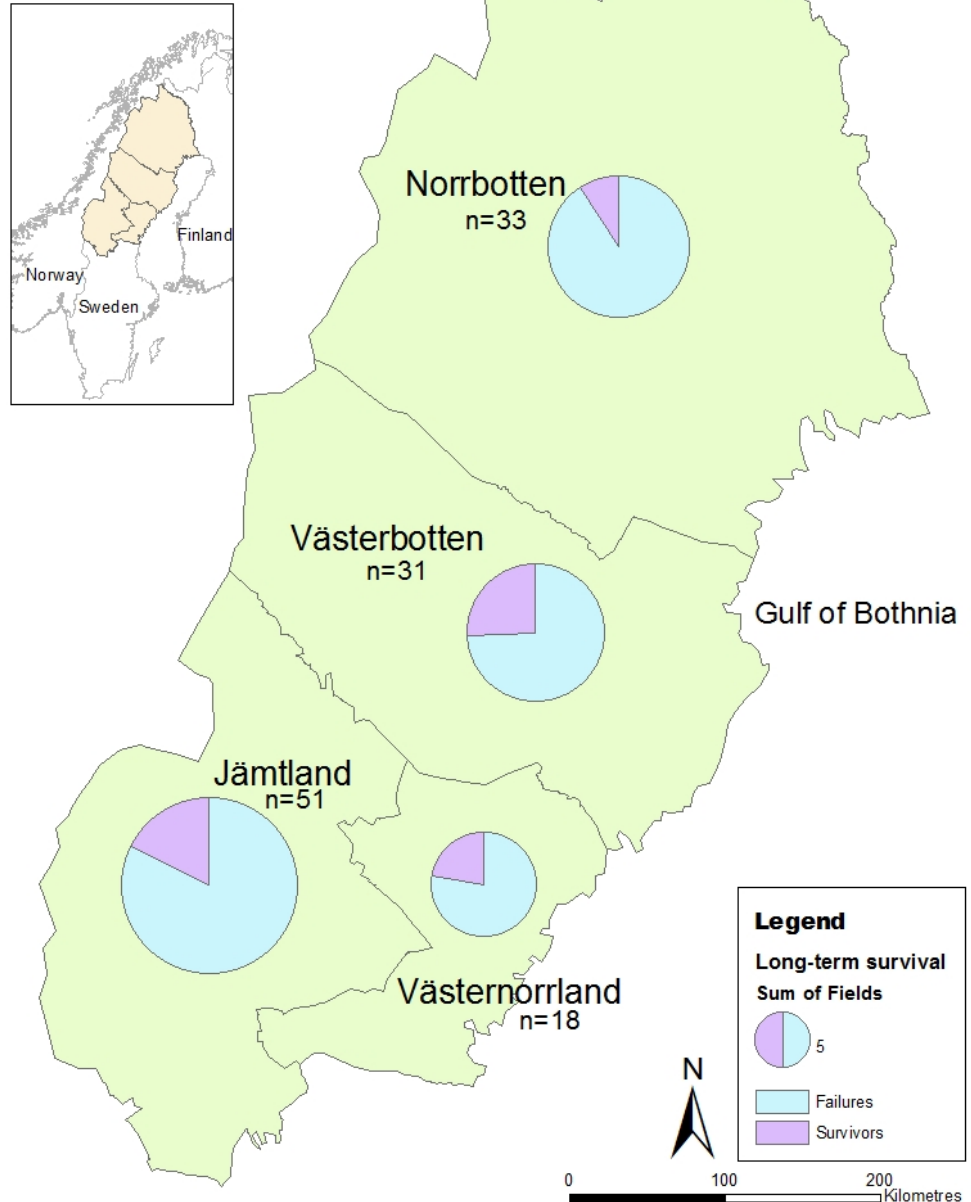 Finland
Norway
Sweden
Norrbotten
n=33
Västerbotten
n=31
Gulf of Bothnia
Jämtland
n=51
Västernorrland
n=18
Legend
Long-term survival
Sum of Fields
5
Failures
Survivors
N
0 100 200
Kilometres